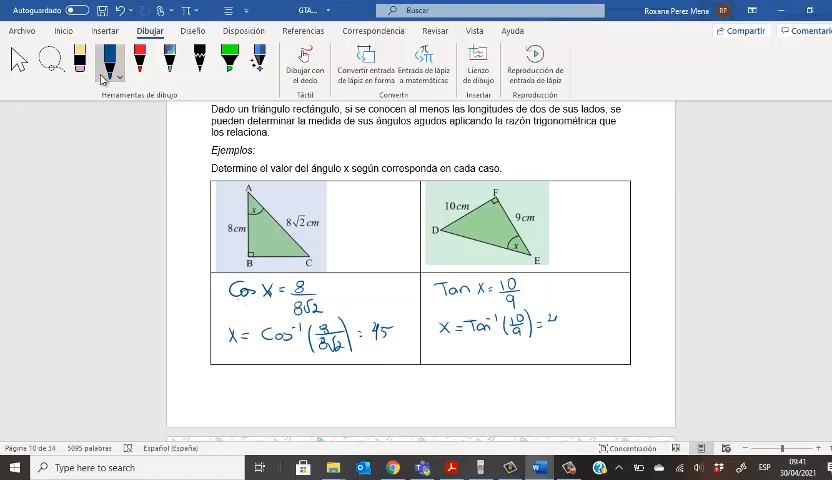 Autoguardado
GTA...
Buscar
Roxana Perez Mena
RP
Archivo Inicio Insertar Dibujar Diseño Disposición Referencias Correspondencia Revisar Vista Ayuda
Compartir
Comentario
Dibujar con el dedo
Convertir entrada de lápiz en forma
Entrada de lápiz a matemáticas
Lienzo de dibujo
Reproducción de entrada de lápiz
Herramientas de dibujo Táctil Convertir Insertar Reproducción
Dado un triángulo rectángulo, si se conocen al menos las longitudes de dos de sus lados, se
pueden determinar la medida de sus ángulos agudos aplicando la razón trigonométrica que
los relaciona.
Ejemplos:
Determine el valor del ángulo x según corresponda en cada caso.
A
x
8cm
8√2cm
B
C
F
10cm
9cm
D
x
E
Cos X = 8/8√2
X = Cos⁻¹ (8/8√2) = 45
Tan X = 10/9
X = Tan⁻¹ (10/9) =
Página 10 de 34 5095 palabras Español (España) Concentración
Type here to search
ESP
09:41
30/04/2021